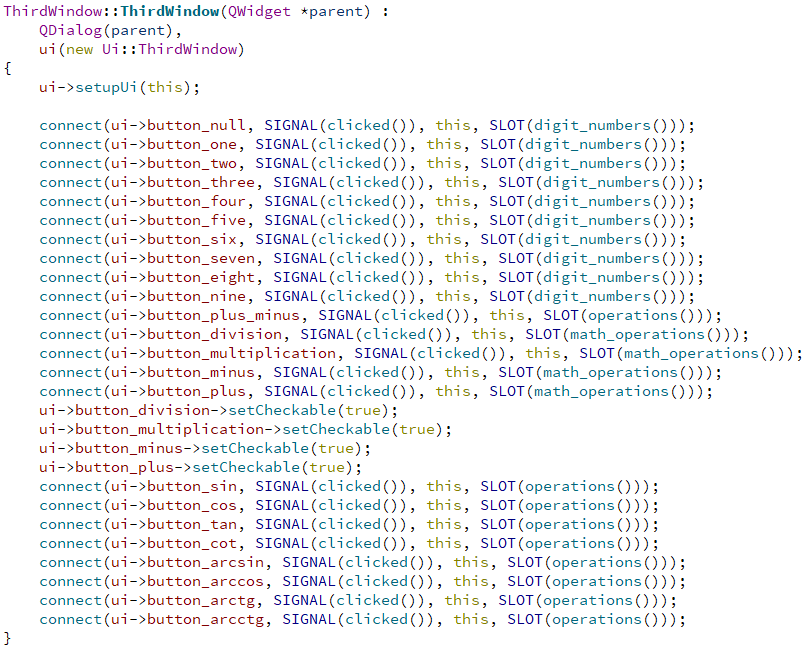 ThirdWindow::ThirdWindow(QWidget *parent) :
    QDialog(parent),
    ui(new Ui::ThirdWindow)
{
    ui->setupUi(this);

    connect(ui->button_null, SIGNAL(clicked()), this, SLOT(digit_numbers()));
    connect(ui->button_one, SIGNAL(clicked()), this, SLOT(digit_numbers()));
    connect(ui->button_two, SIGNAL(clicked()), this, SLOT(digit_numbers()));
    connect(ui->button_three, SIGNAL(clicked()), this, SLOT(digit_numbers()));
    connect(ui->button_four, SIGNAL(clicked()), this, SLOT(digit_numbers()));
    connect(ui->button_five, SIGNAL(clicked()), this, SLOT(digit_numbers()));
    connect(ui->button_six, SIGNAL(clicked()), this, SLOT(digit_numbers()));
    connect(ui->button_seven, SIGNAL(clicked()), this, SLOT(digit_numbers()));
    connect(ui->button_eight, SIGNAL(clicked()), this, SLOT(digit_numbers()));
    connect(ui->button_nine, SIGNAL(clicked()), this, SLOT(digit_numbers()));
    connect(ui->button_plus_minus, SIGNAL(clicked()), this, SLOT(operations()));
    connect(ui->button_division, SIGNAL(clicked()), this, SLOT(math_operations()));
    connect(ui->button_multiplication, SIGNAL(clicked()), this, SLOT(math_operations()));
    connect(ui->button_minus, SIGNAL(clicked()), this, SLOT(math_operations()));
    connect(ui->button_plus, SIGNAL(clicked()), this, SLOT(math_operations()));
    ui->button_division->setCheckable(true);
    ui->button_multiplication->setCheckable(true);
    ui->button_minus->setCheckable(true);
    ui->button_plus->setCheckable(true);
    connect(ui->button_sin, SIGNAL(clicked()), this, SLOT(operations()));
    connect(ui->button_cos, SIGNAL(clicked()), this, SLOT(operations()));
    connect(ui->button_tan, SIGNAL(clicked()), this, SLOT(operations()));
    connect(ui->button_cot, SIGNAL(clicked()), this, SLOT(operations()));
    connect(ui->button_arcsin, SIGNAL(clicked()), this, SLOT(operations()));
    connect(ui->button_arccos, SIGNAL(clicked()), this, SLOT(operations()));
    connect(ui->button_arctg, SIGNAL(clicked()), this, SLOT(operations()));
    connect(ui->button_arcctg, SIGNAL(clicked()), this, SLOT(operations()));
}